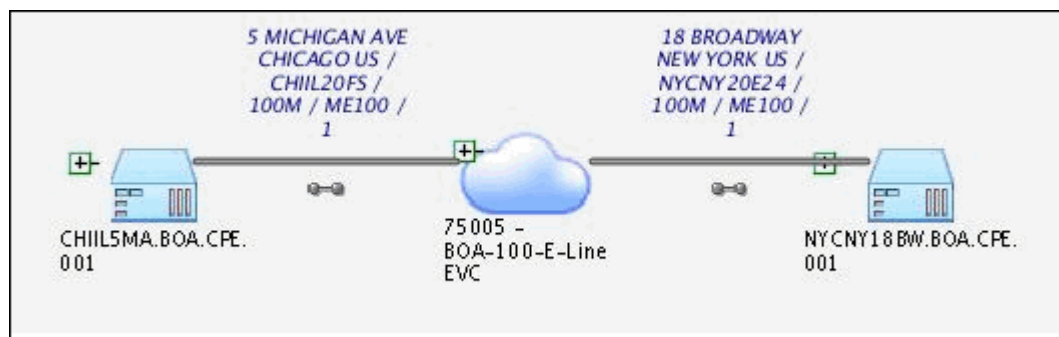 5 MICHIGAN AVE
CHICAGO US /
CHIIL20FS /
100M / ME100 /
1
18 BROADWAY
NEW YORK US /
NYCNY20E24 /
100M / ME100 /
1
CHIIL5MA.BOA.CPE.
001
75005 -
BOA-100-E-Line
EVC
NYCNY18BW.BOA.CPE.
001